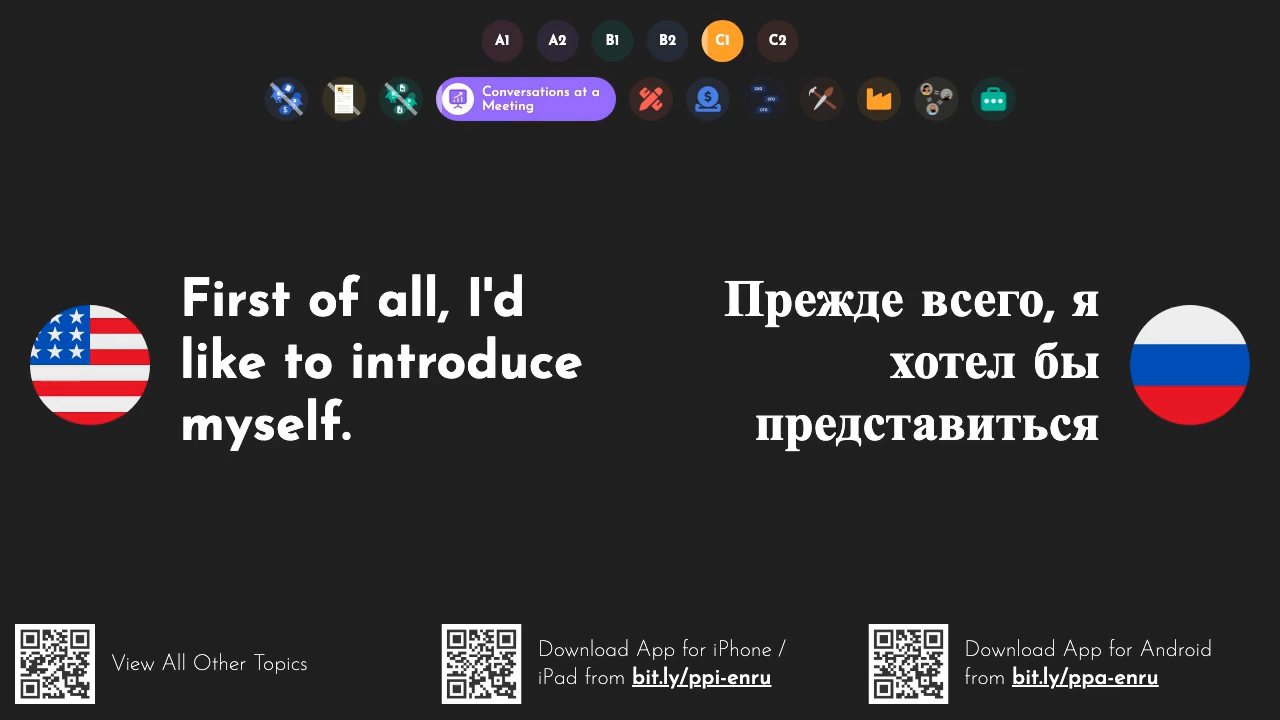 A1
A2
B1
B2
C1
C2
Conversations at a
Meeting
First of all, I'd
like to introduce
myself.
Прежде всего, я
хотел бы
представиться
View All Other Topics
Download App for iPhone /
iPad from bit.ly/ppi-enru
Download App for Android
from bit.ly/ppa-enru